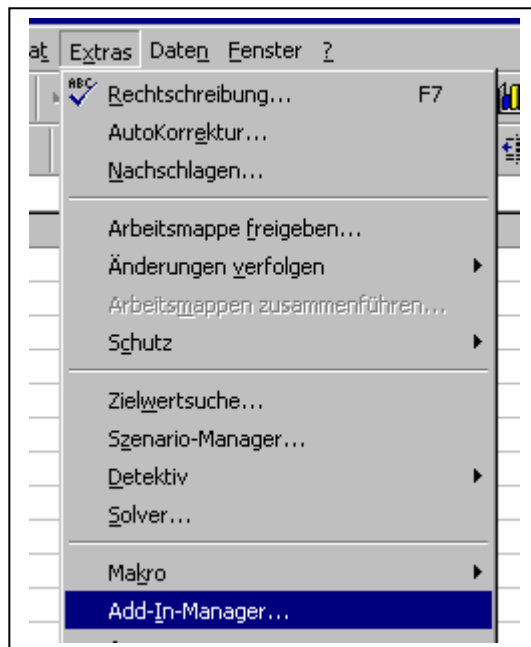 at Extras Daten Fenster ?
ABC Rechtschreibung... F7
AutoKorrektur...
Nachschlagen...
Arbeitsmappe freigeben...
Änderungen verfolgen
Arbeitsmappen zusammenführen...
Schutz
Zielwertsuche...
Szenario-Manager...
Detektiv
Solver...
Makro
Add-In-Manager...